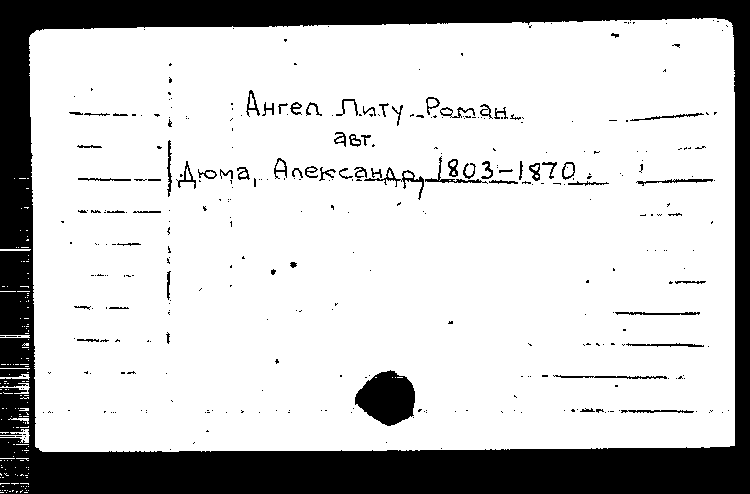 Ангел Питу. Роман.
авт.
Дюма, Александр, 1803-1870.